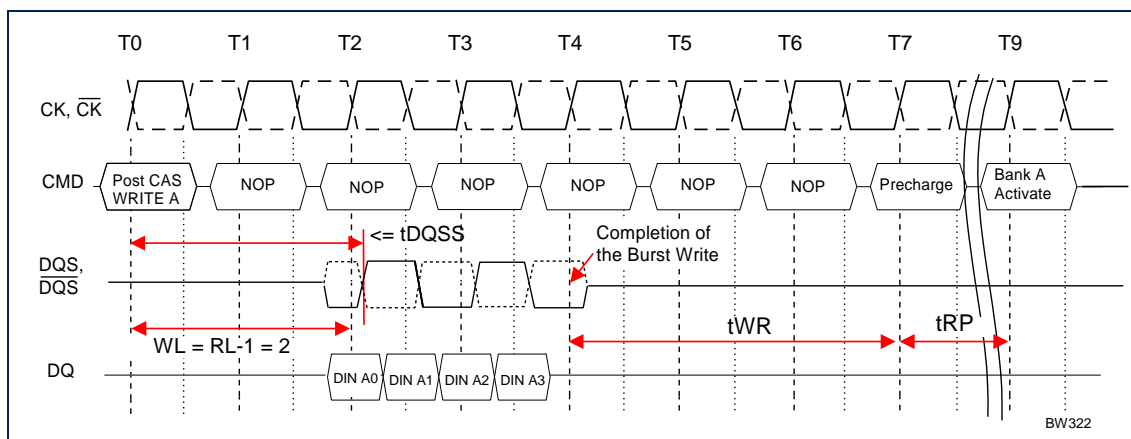 T0 T1 T2 T3 T4 T5 T6 T7 T9
CK, CK
CMD
Post CAS
WRITE A
NOP
NOP
NOP
NOP
NOP
NOP
Precharge
Bank A
Activate
<= tDQSS
Completion of
the Burst Write
DQS,
DQS
tWR
tRP
WL = RL-1 = 2
DQ
DIN A0
DIN A1
DIN A2
DIN A3
BW322